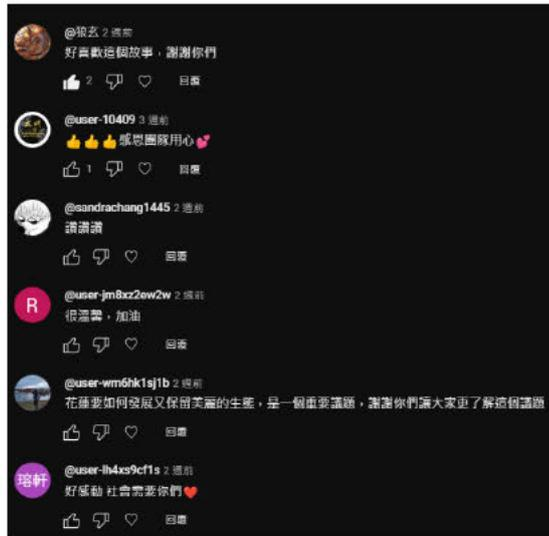 @狼玄 2 週前
好喜歡這個故事，謝謝你們
2 回覆
@user-10409 3 週前
👍👍👍感恩團隊用心💕
1 回覆
@sandrachang1445 2 週前
讚讚讚
回覆
R
@user-jm8xz2ew2w 2 週前
很溫馨，加油
回覆
@user-wm6hk1sj1b 2 週前
花蓮要如何發展又保留美麗的生態，是一個重要議題，謝謝你們讓大家更了解這個議題
回覆
瑢軒
@user-lh4xs9cf1s 2 週前
好感動 社會需要你們❤️
回覆